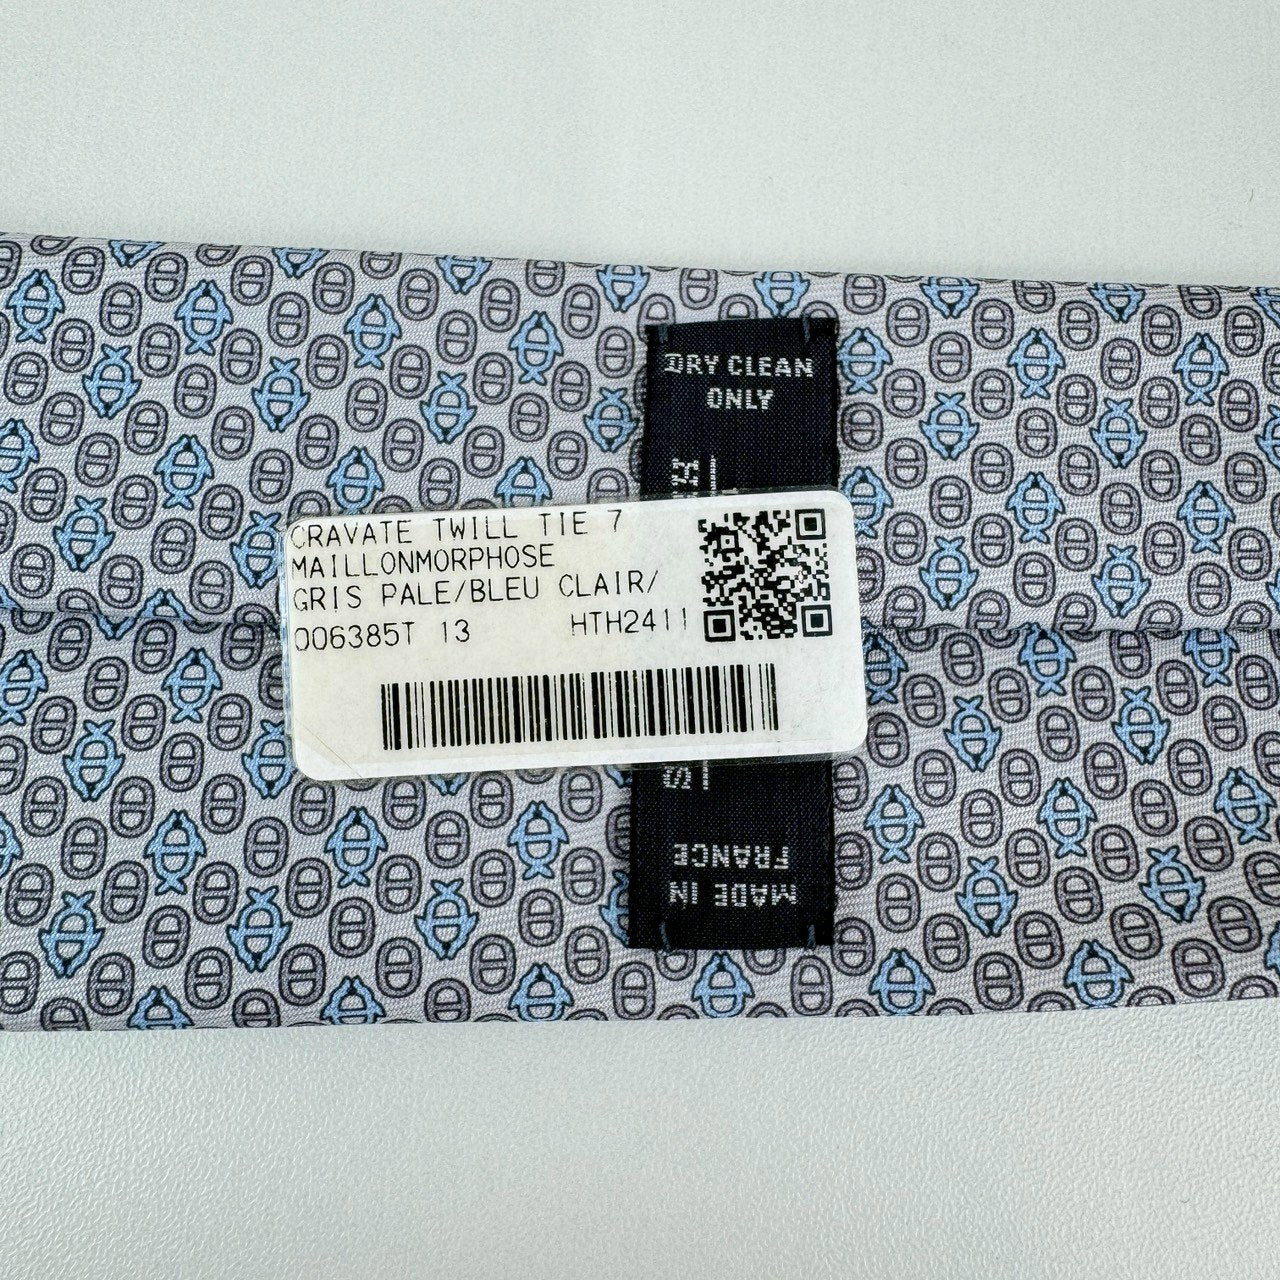 DRY CLEAN
ONLY
CRAVATE TWILL TIE 7
MAILLONMORPHOSE
GRIS PALE/BLEU CLAIR/
006385T 13 HTH2411
MADE IN
FRANCE